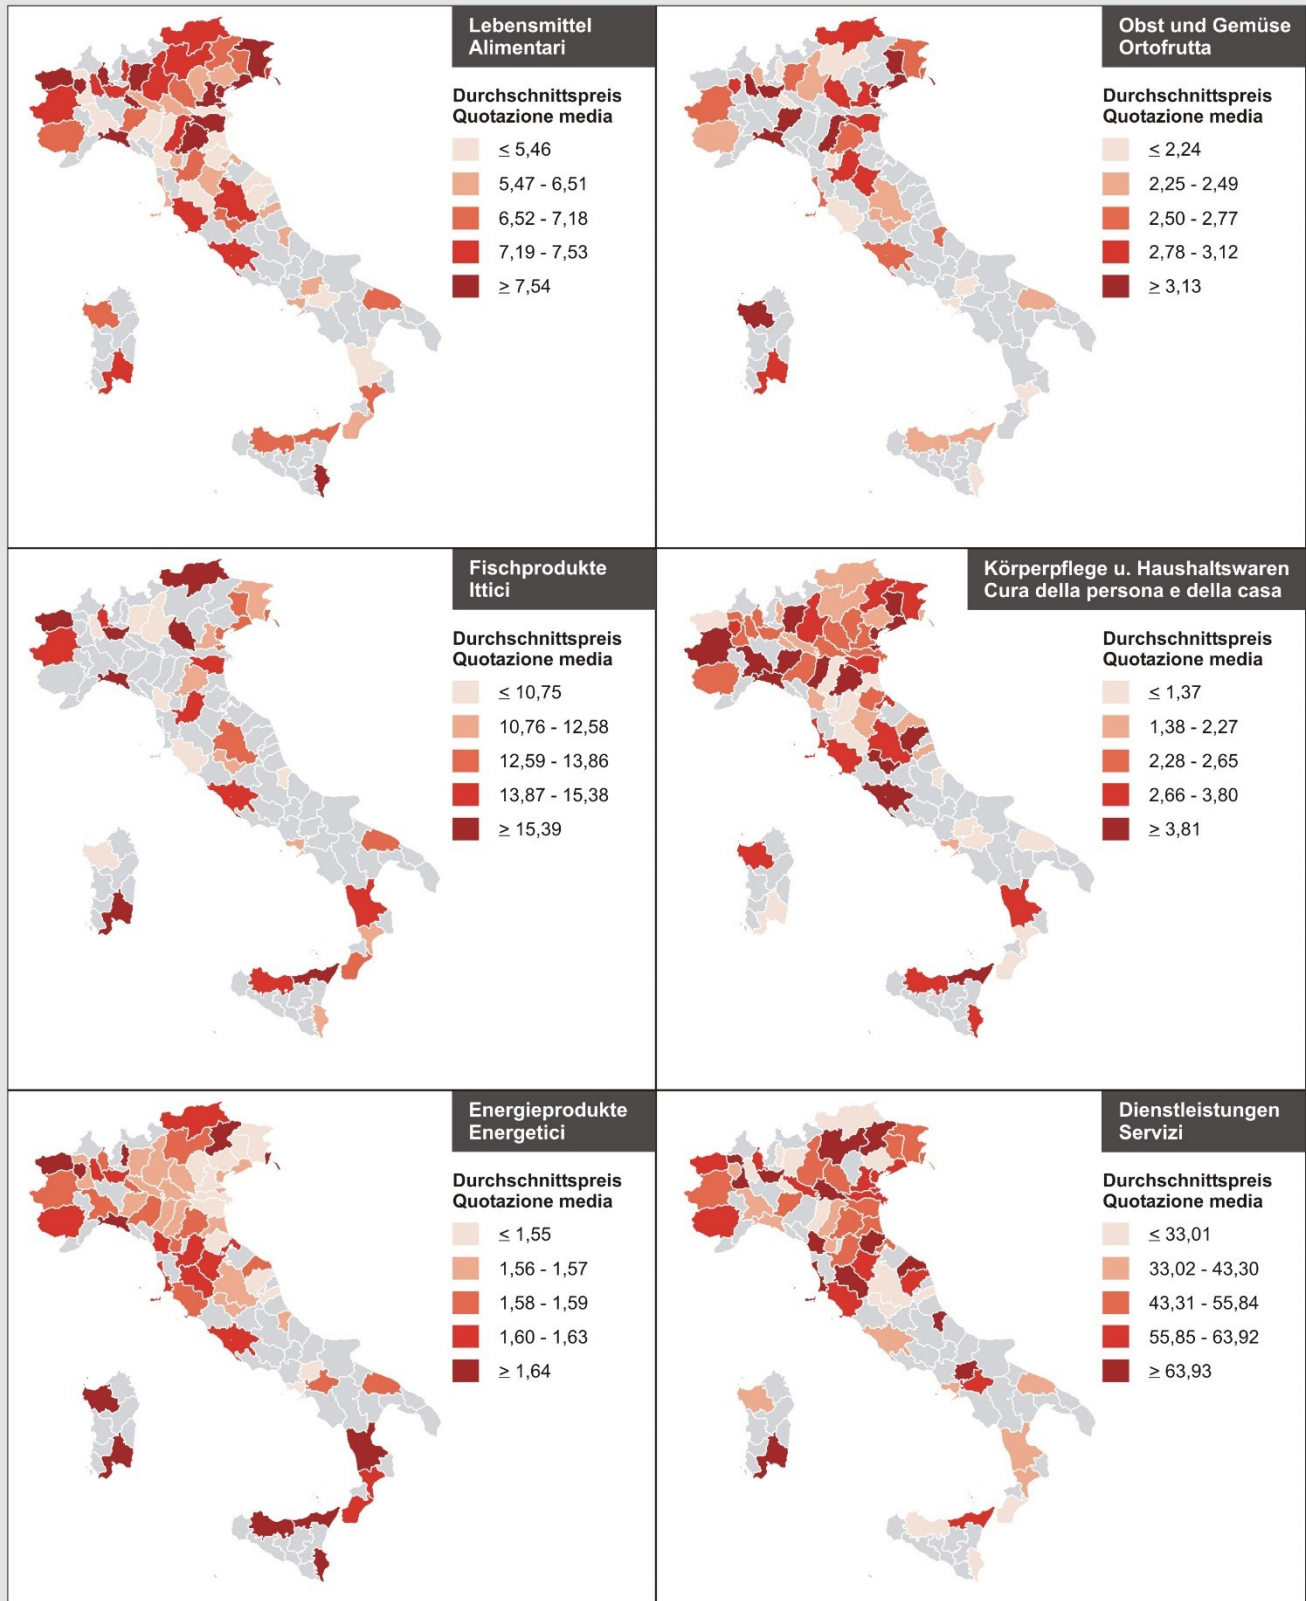 Lebensmittel
Alimentari
Durchschnittspreis
Quotazione media
≤ 5,46
5,47 - 6,51
6,52 - 7,18
7,19 - 7,53
≥ 7,54
Obst und Gemüse
Ortofrutta
Durchschnittspreis
Quotazione media
≤ 2,24
2,25 - 2,49
2,50 - 2,77
2,78 - 3,12
≥ 3,13
Fischprodukte
Ittici
Durchschnittspreis
Quotazione media
≤ 10,75
10,76 - 12,58
12,59 - 13,86
13,87 - 15,38
≥ 15,39
Körperpflege u. Haushaltswaren
Cura della persona e della casa
Durchschnittspreis
Quotazione media
≤ 1,37
1,38 - 2,27
2,28 - 2,65
2,66 - 3,80
≥ 3,81
Energieprodukte
Energetici
Durchschnittspreis
Quotazione media
≤ 1,55
1,56 - 1,57
1,58 - 1,59
1,60 - 1,63
≥ 1,64
Dienstleistungen
Servizi
Durchschnittspreis
Quotazione media
≤ 33,01
33,02 - 43,30
43,31 - 55,84
55,85 - 63,92
≥ 63,93